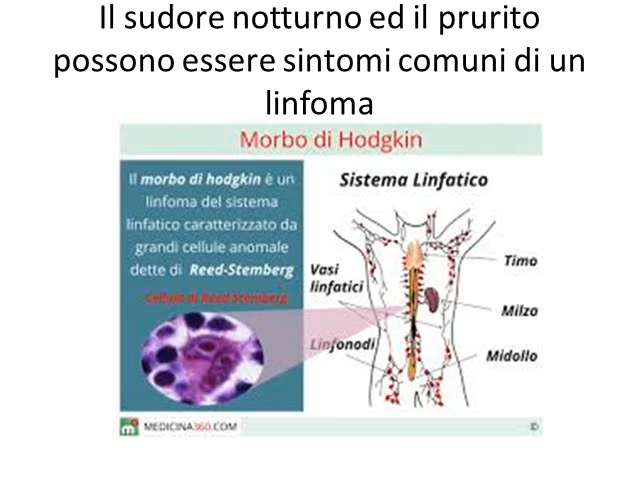 Il sudore notturno ed il prurito
possono essere sintomi comuni di un
linfoma
Morbo di Hodgkin
Il morbo di hodgkin è un
linfoma del sistema
linfatico caratterizzato da
grandi cellule anomale
dette di Reed-Stemberg
Cellula di Reed Stemberg
Sistema Linfatico
Timo
Vasi
linfatici
Milza
Linfonodi
Midollo
m MEDICINA360.COM
©